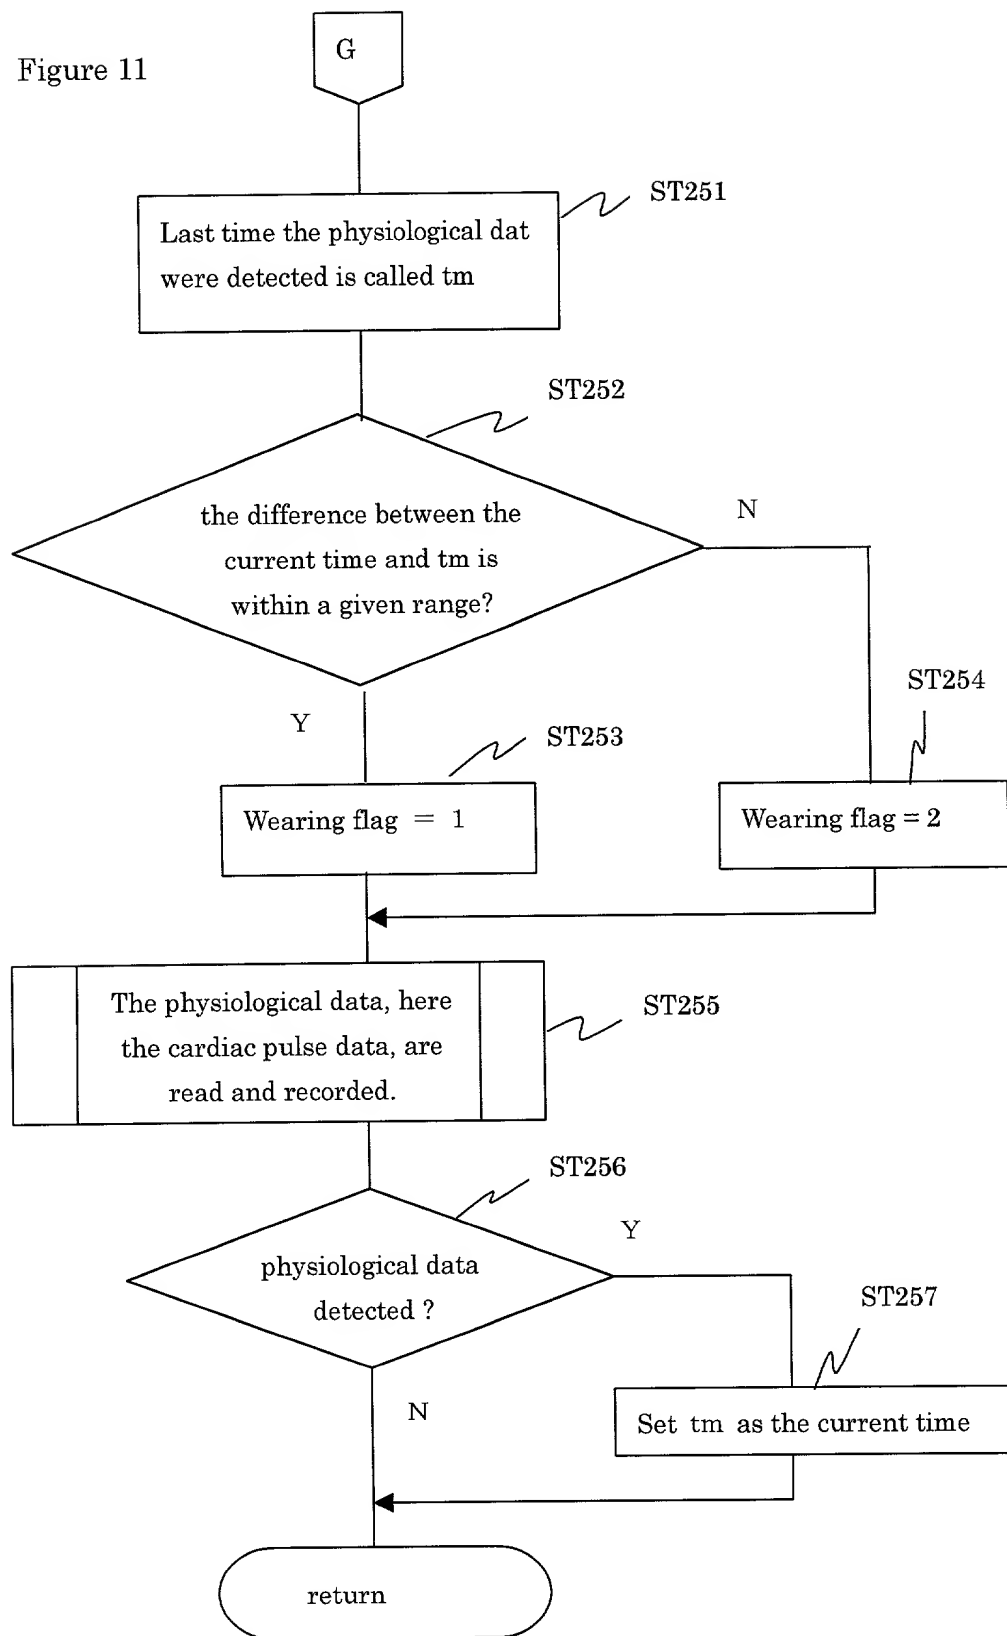 G
Figure 11
ST251
Last time the physiological dat
were detected is called tm
ST252
the difference between the
current time and tm is
within a given range?
N
ST254
Y
ST253
Wearing flag = 1
Wearing flag = 2
The physiological data, here
the cardiac pulse data, are
read and recorded.
ST255
ST256
Y
physiological data
detected ?
ST257
N
Set tm as the current time
return